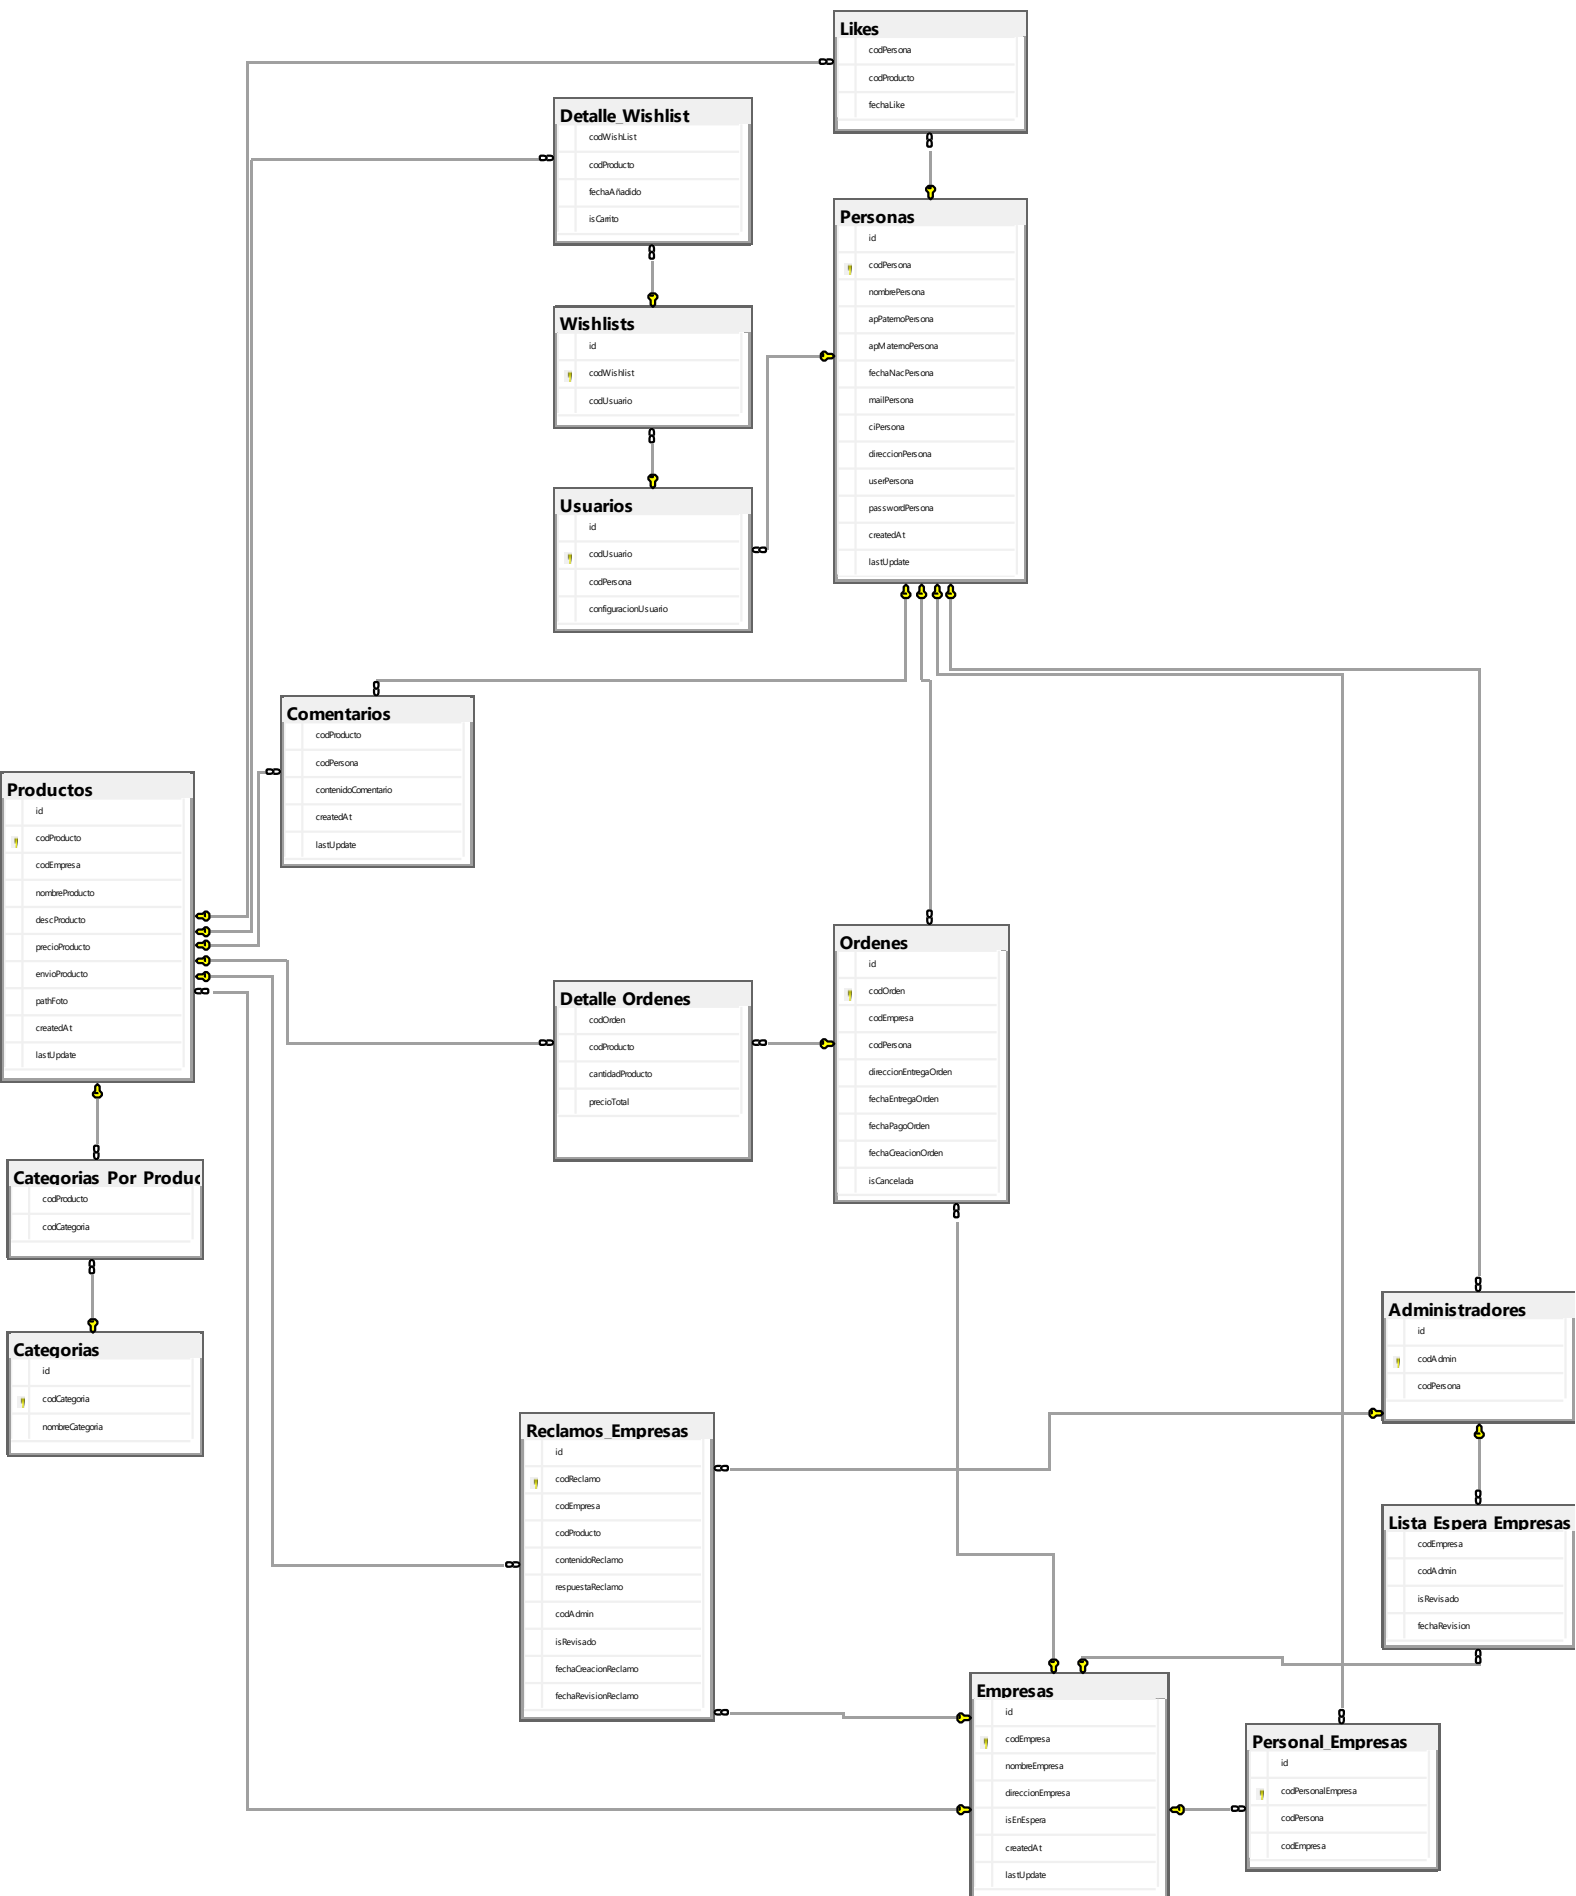 Likes
codPersona
codProducto
fechaLike
Detalle_Wishlist
codWishList
codProducto
fechaAñadido
isCarrito
Personas
id
codPersona
nombrePersona
apPaternoPersona
apMaternoPersona
fechaNacPersona
mailPersona
ciPersona
direccionPersona
userPersona
passwordPersona
createdAt
lastUpdate
Wishlists
id
codWishlist
codUsuario
Usuarios
id
codUsuario
codPersona
configuracionUsuario
Comentarios
codProducto
codPersona
contenidoComentario
createdAt
lastUpdate
Productos
id
codProducto
codEmpresa
nombreProducto
descProducto
precioProducto
envioProducto
pathFoto
createdAt
lastUpdate
Ordenes
id
codOrden
codEmpresa
codPersona
direccionEntregaOrden
fechaEntregaOrden
fechaPagoOrden
fechaCreacionOrden
isCancelada
Detalle_Ordenes
codOrden
codProducto
cantidadProducto
precioTotal
Categorias_Por_Produc
codProducto
codCategoria
Categorias
id
codCategoria
nombreCategoria
Administradores
id
codAdmin
codPersona
Reclamos_Empresas
id
codReclamo
codEmpresa
codProducto
contenidoReclamo
respuestaReclamo
codAdmin
isRevisado
fechaCreacionReclamo
fechaRevisionReclamo
Lista_Espera_Empresas
codEmpresa
codAdmin
isRevisado
fechaRevision
Empresas
id
codEmpresa
nombreEmpresa
direccionEmpresa
isEnEspera
createdAt
lastUpdate
Personal_Empresas
id
codPersonalEmpresa
codPersona
codEmpresa